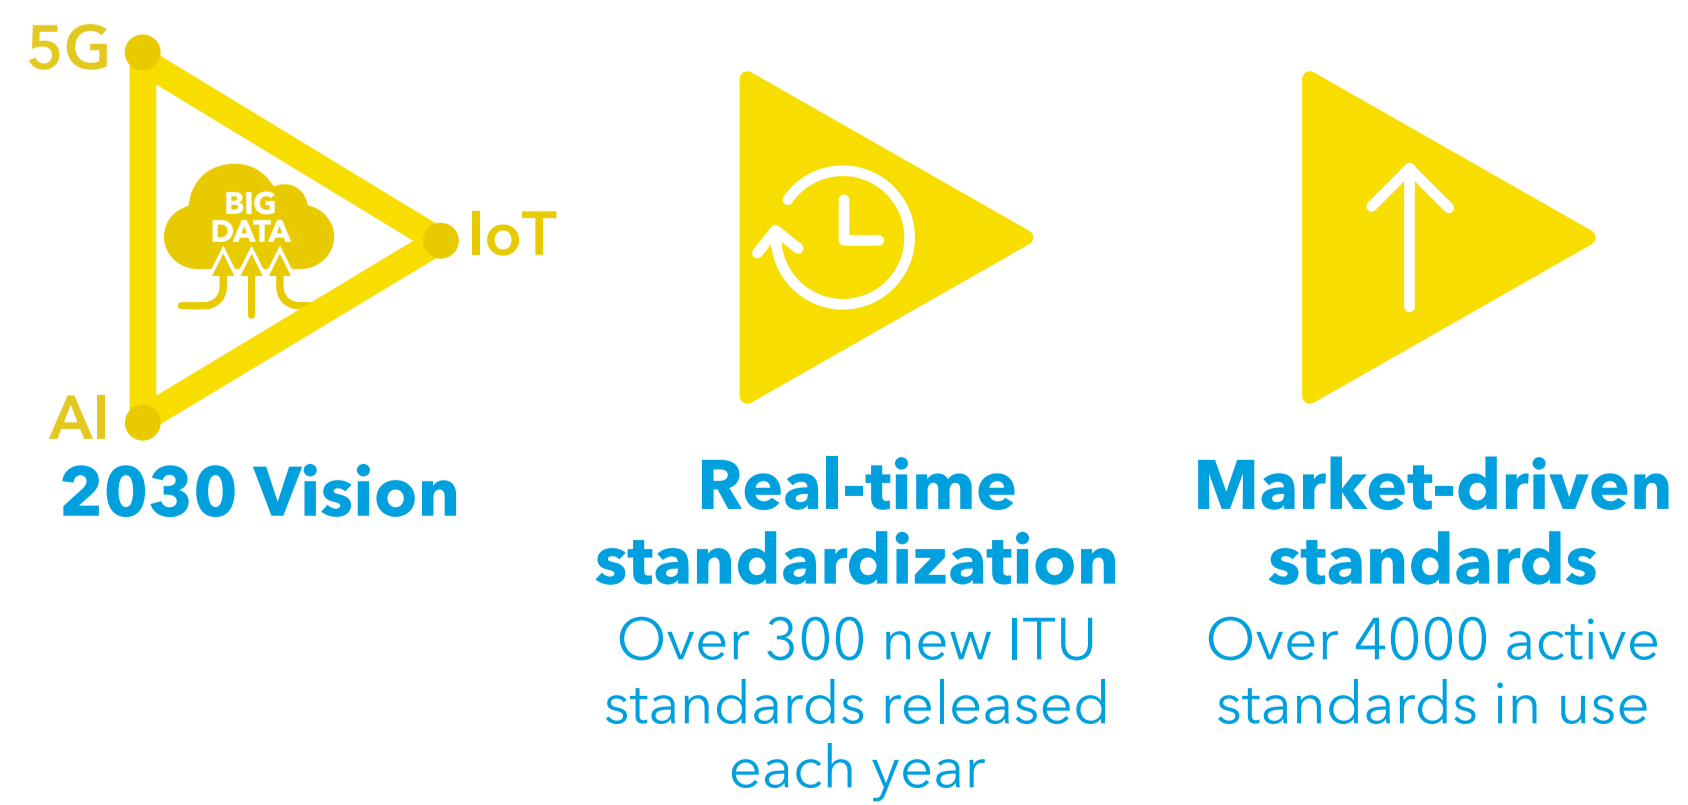 5G
BIG
DATA
IoT
AI
2030 Vision
Real-time
standardization
Over 300 new ITU
standards released
each year
Market-driven
standards
Over 4000 active
standards in use